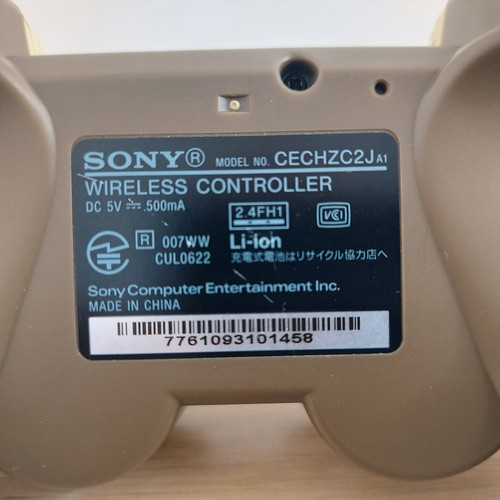 SONY® MODEL NO. CECHZC2J A1
WIRELESS CONTROLLER
DC 5V ⎓ 500mA
2.4FH1 VCI
R 007WW Li-ion
CUL0622 充電式電池はリサイクル協力店へ
Sony Computer Entertainment Inc.
MADE IN CHINA
7761093101458